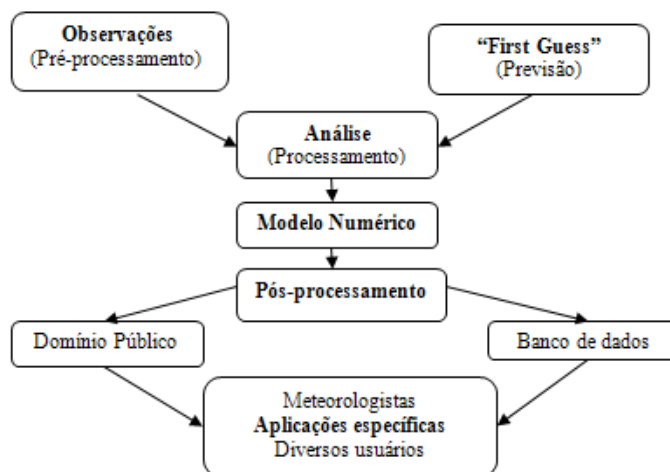 Observações
(Pré-processamento)
“First Guess”
(Previsão)
Análise
(Processamento)
Modelo Numérico
Pós-processamento
Domínio Público
Banco de dados
Meteorologistas
Aplicações específicas
Diversos usuários